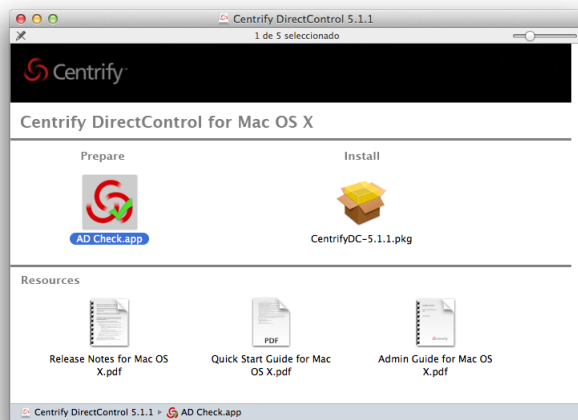 Centrify DirectControl 5.1.1
1 de 5 seleccionado
Centrify
Centrify DirectControl for Mac OS X
Prepare
Install
AD Check.app
CentrifyDC-5.1.1.pkg
Resources
PDF
Release Notes for Mac OS
X.pdf
Quick Start Guide for Mac
OS X.pdf
Admin Guide for Mac OS
X.pdf
Centrify DirectControl 5.1.1 ▸ AD Check.app